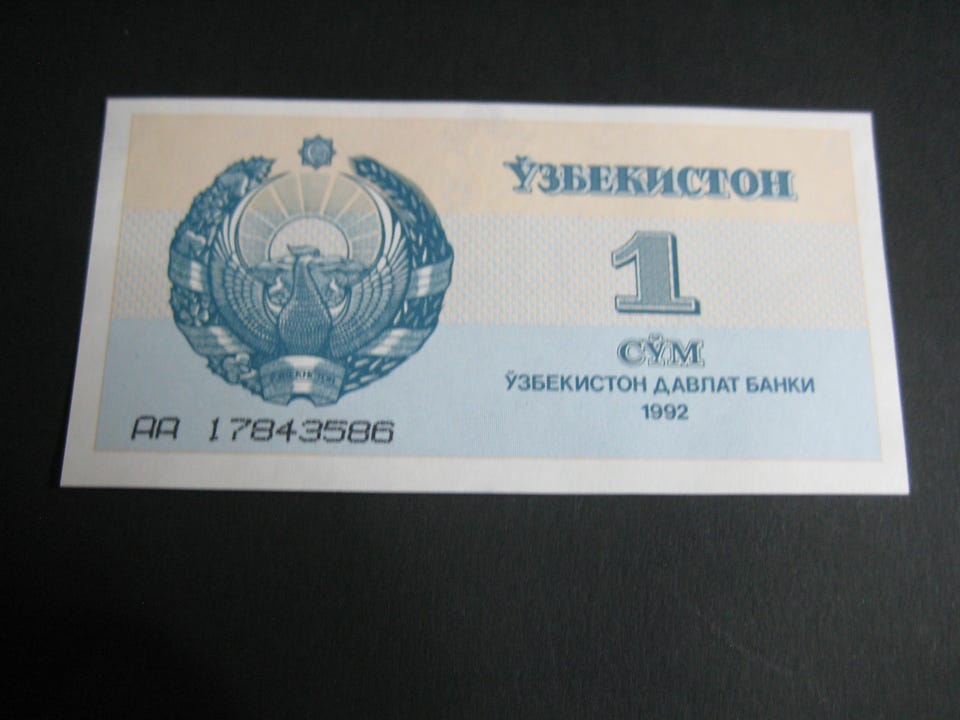 ЎЗБЕКИСТОН
1
СЎМ
ЎЗБЕКИСТОН ДАВЛАТ БАНКИ
1992
АА 17843586